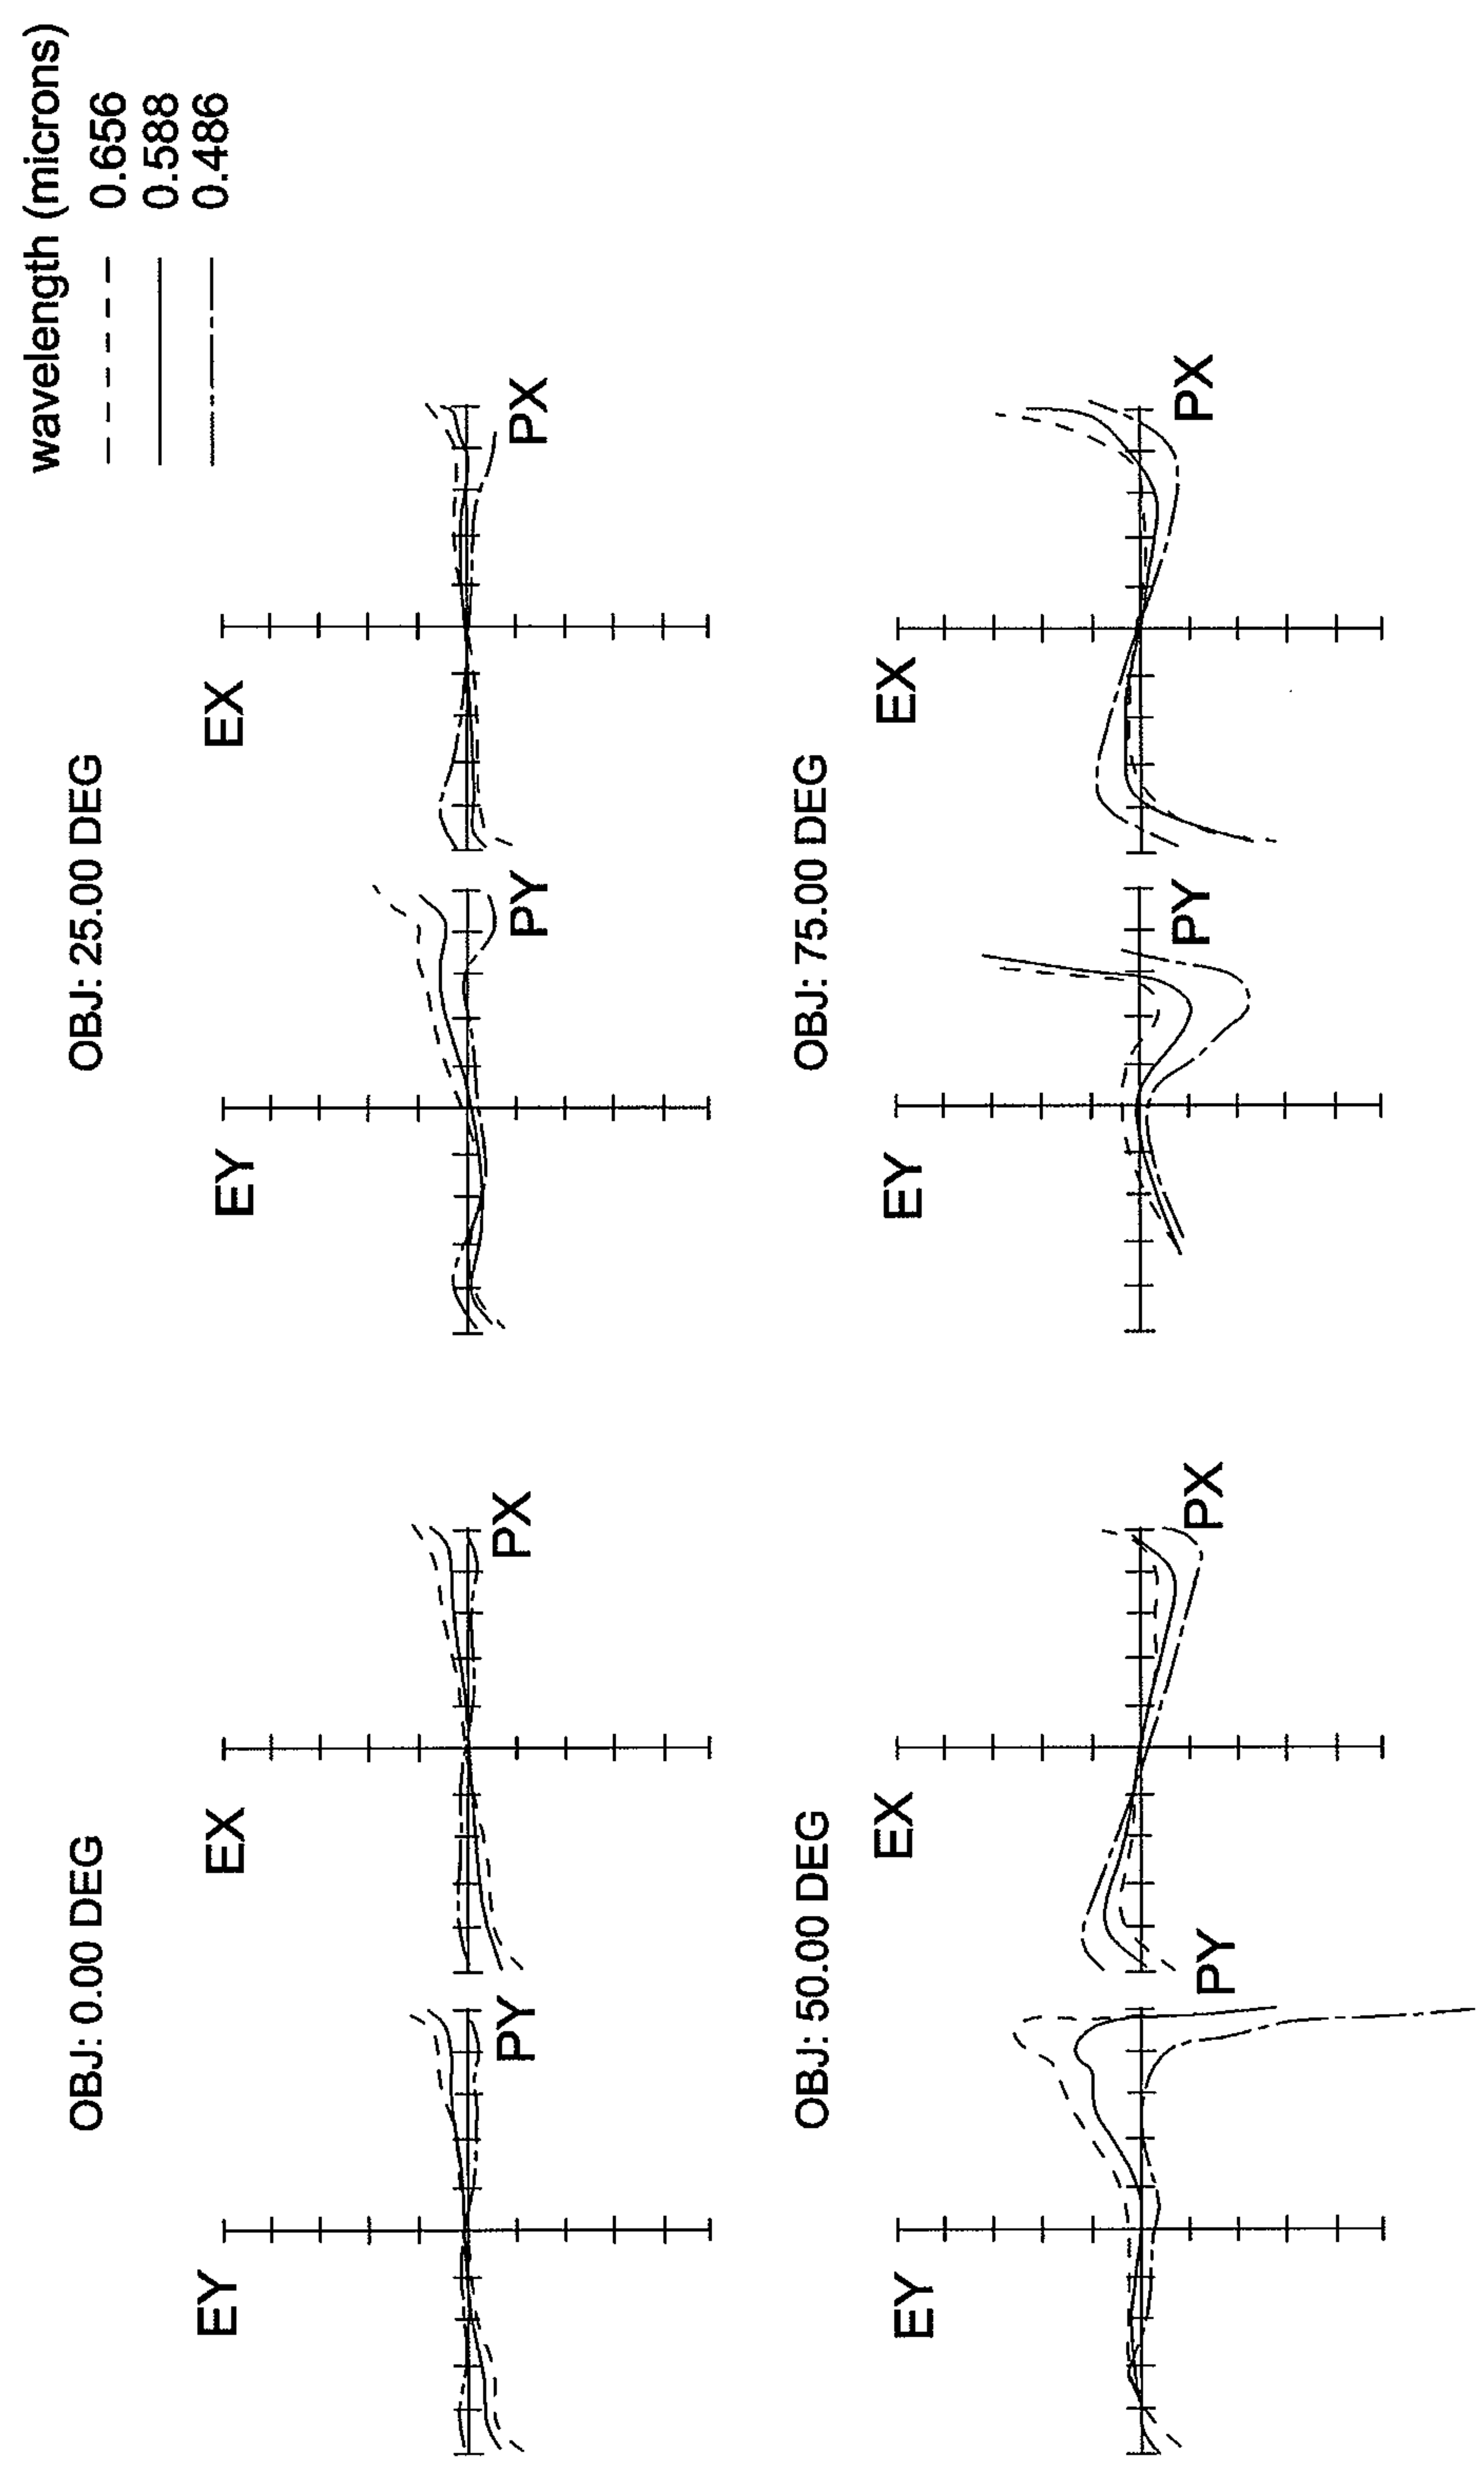 wavelength (microns)
0.656
0.588
0.486
OBJ: 0.00 DEG
EY
PY
EX
PX
OBJ: 25.00 DEG
EY
PY
EX
PX
OBJ: 50.00 DEG
EY
PY
EX
PX
OBJ: 75.00 DEG
EY
PY
EX
PX